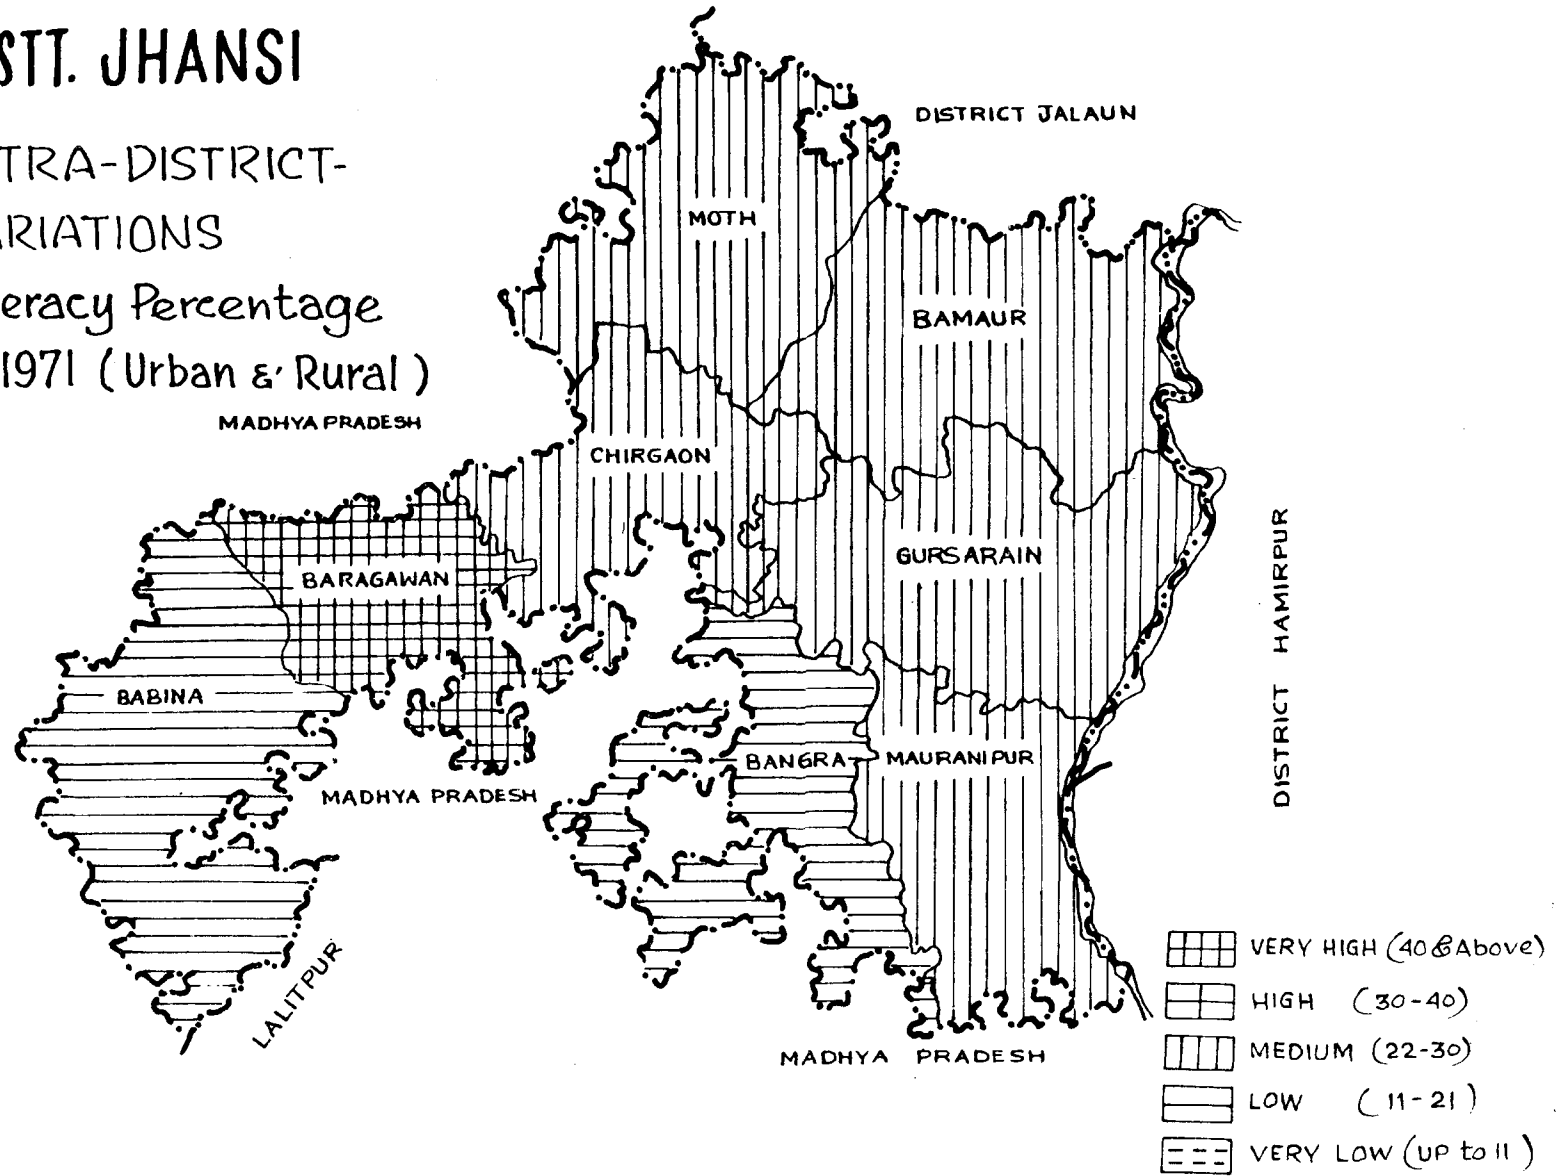 STT. JHANSI
TRA-DISTRICT-
ARIATIONS
eracy Percentage
1971 (Urban & Rural)
MADHYA PRADESH
DISTRICT JALAUN
MOTH
BAMAUR
CHIRGAON
BARAGAWAN
GURSARAIN
DISTRICT HAMIRPUR
BABINA
BANGRA
MAURANIPUR
MADHYA PRADESH
LALITPUR
MADHYA PRADESH
VERY HIGH (40 & Above)
HIGH (30-40)
MEDIUM (22-30)
LOW (11-21)
VERY LOW (UP to 11)